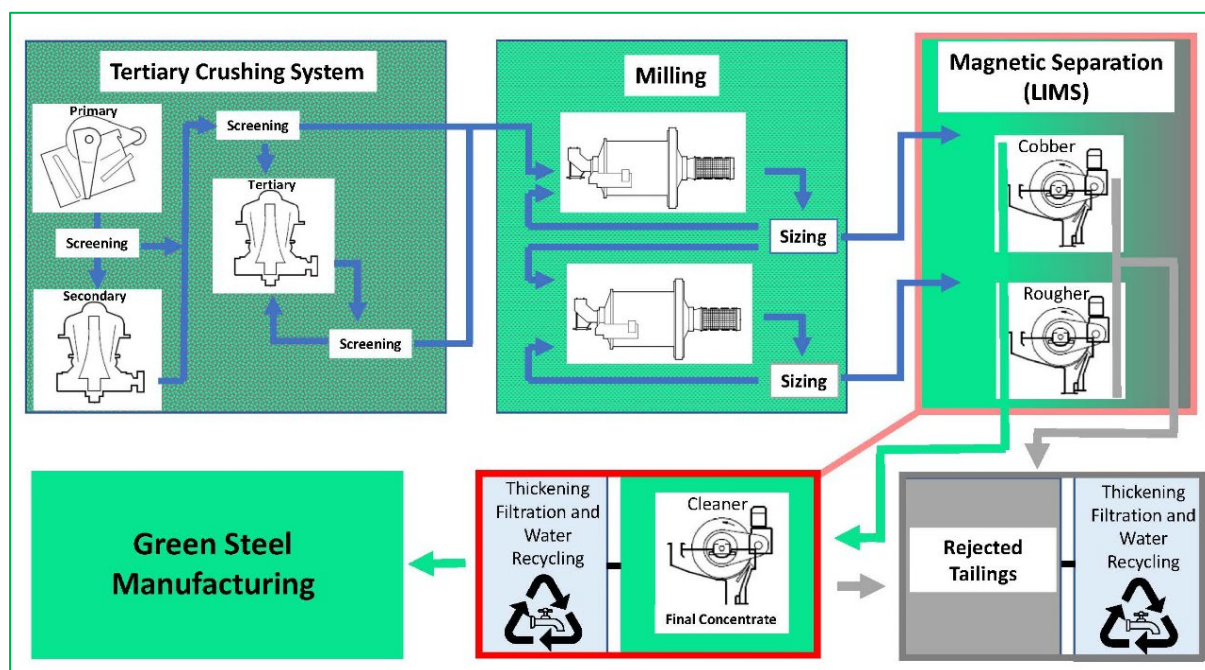 Tertiary Crushing System
Primary
Screening
Secondary
Screening
Tertiary
Screening
Milling
Sizing
Sizing
Magnetic Separation
(LIMS)
Cobber
Rougher
Green Steel
Manufacturing
Thickening
Filtration and
Water
Recycling
Cleaner
Final Concentrate
Rejected
Tailings
Thickening
Filtration and
Water
Recycling